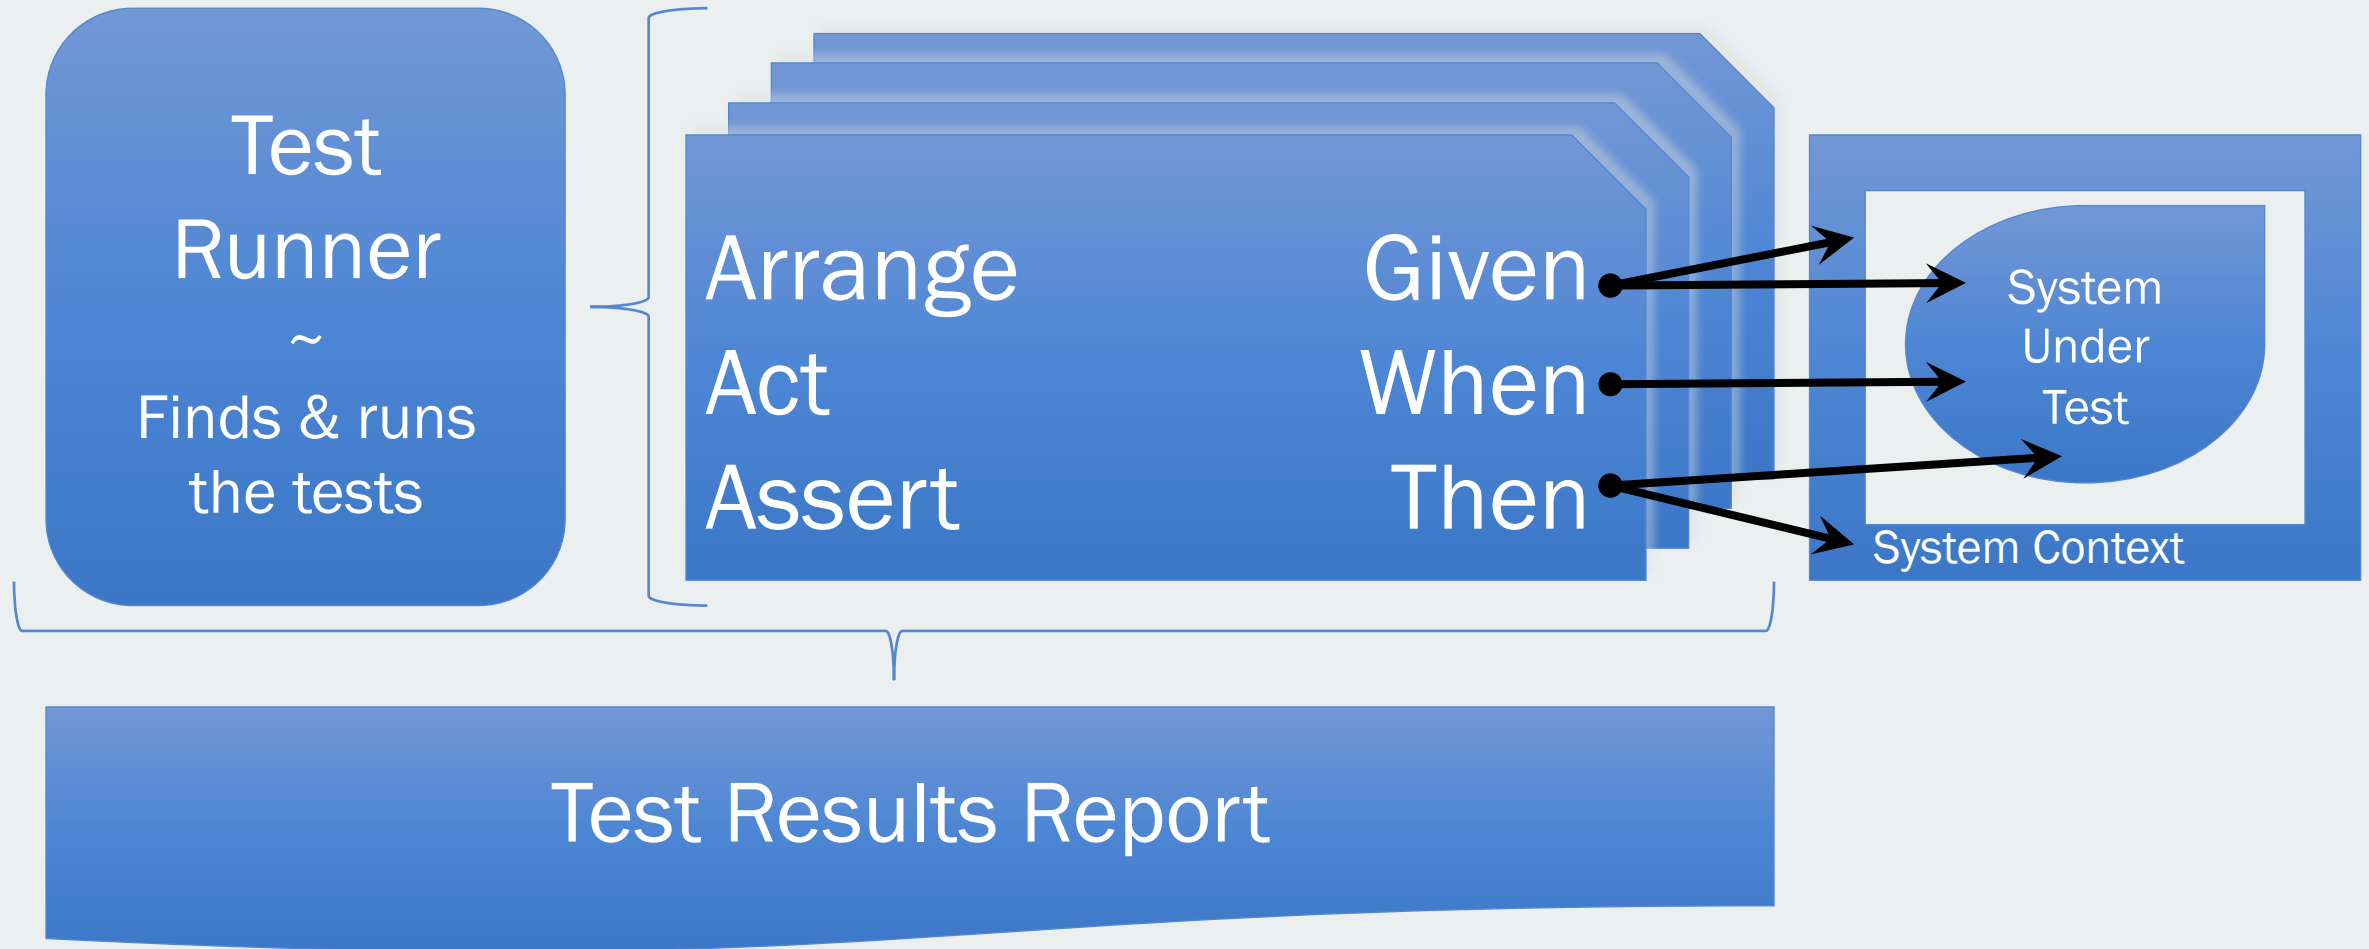 Test
Runner
~
Finds & runs
the tests
Arrange Given
Act When
Assert Then
System
Under
Test
System Context
Test Results Report